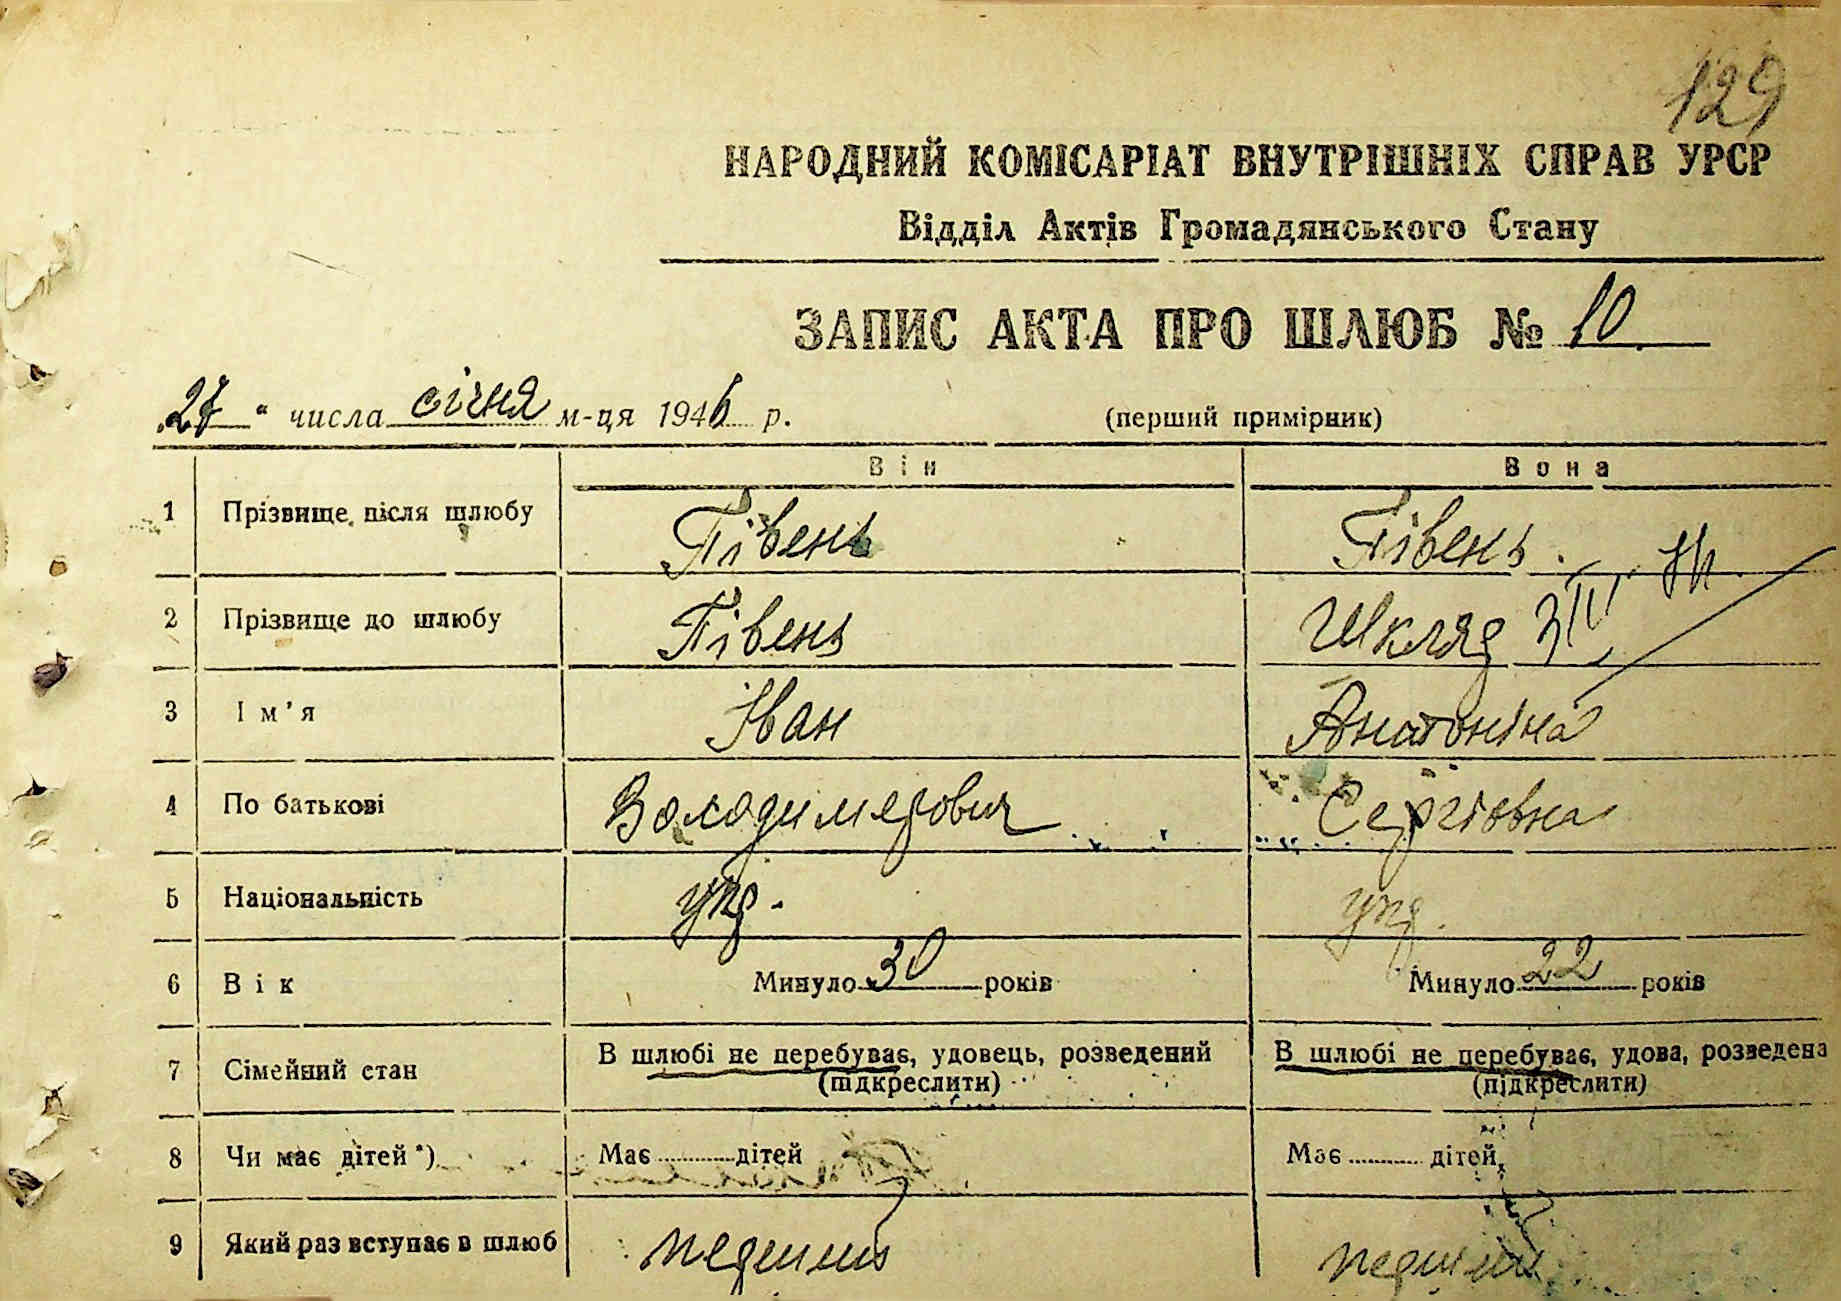 129
НАРОДНИЙ КОМІСАРІАТ ВНУТРІШНІХ СПРАВ УРСР
Відділ Актів Громадянського Стану
ЗАПИС АКТА ПРО ШЛЮБ № 10
„27“ числа січня м-ця 1946 р. (перший примірник)
Він Вона
1 Прізвище після шлюбу Півень Півень
2 Прізвище до шлюбу Півень Шкляр
3 Ім'я Іван Антоніна
4 По батькові Володимерович Сергіовна
5 Національність укр. укр.
6 Вік Минуло 30 років Минуло 22 років
7 Сімейний стан В шлюбі не перебуває, удовець, розведений В шлюбі не перебуває, удова, розведена
(підкреслити) (підкреслити)
8 Чи має дітей*) Має дітей Має дітей
9 Який раз вступає в шлюб перший перший